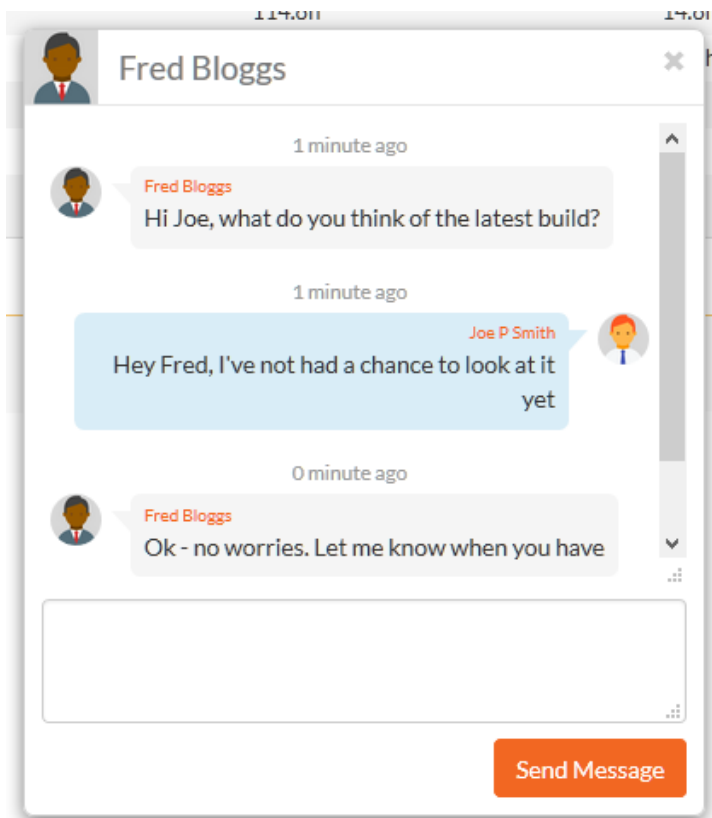 Fred Bloggs
1 minute ago
Fred Bloggs
Hi Joe, what do you think of the latest build?
1 minute ago
Joe P Smith
Hey Fred, I've not had a chance to look at it
yet
0 minute ago
Fred Bloggs
Ok - no worries. Let me know when you have
Send Message